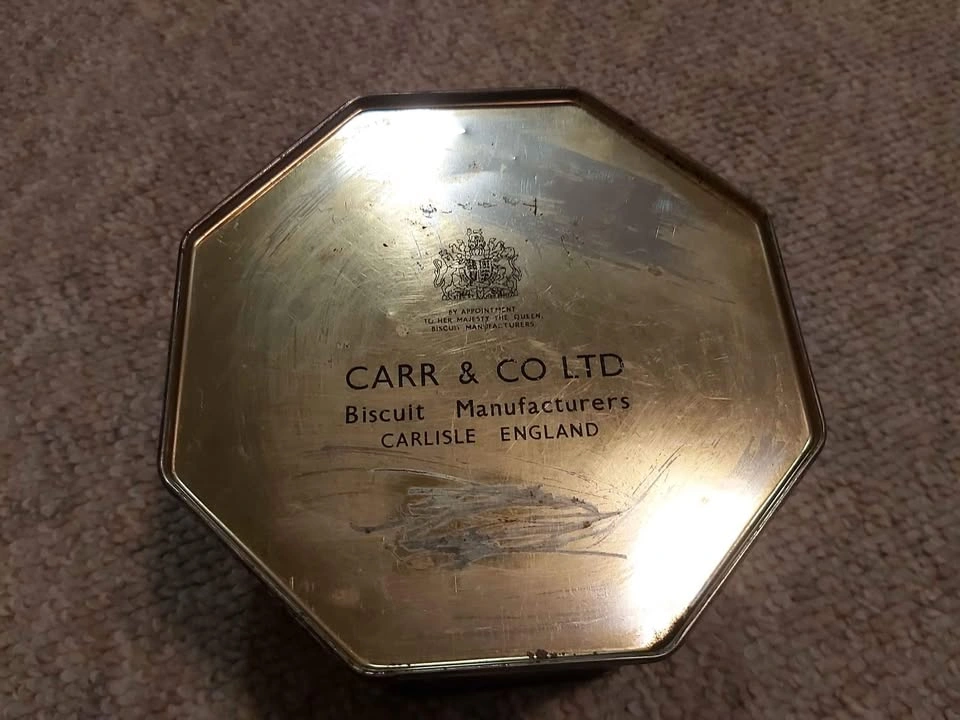 BY APPOINTMENT
TO HER MAJESTY THE QUEEN,
BISCUIT MANUFACTURERS.
CARR & CO LTD
Biscuit Manufacturers
CARLISLE ENGLAND